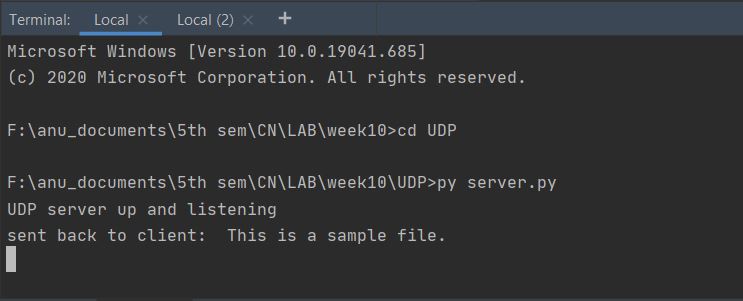 Terminal: Local × Local (2) × +
Microsoft Windows [Version 10.0.19041.685]
(c) 2020 Microsoft Corporation. All rights reserved.
F:\anu_documents\5th sem\CN\LAB\week10>cd UDP
F:\anu_documents\5th sem\CN\LAB\week10\UDP>py server.py
UDP server up and listening
sent back to client:  This is a sample file.